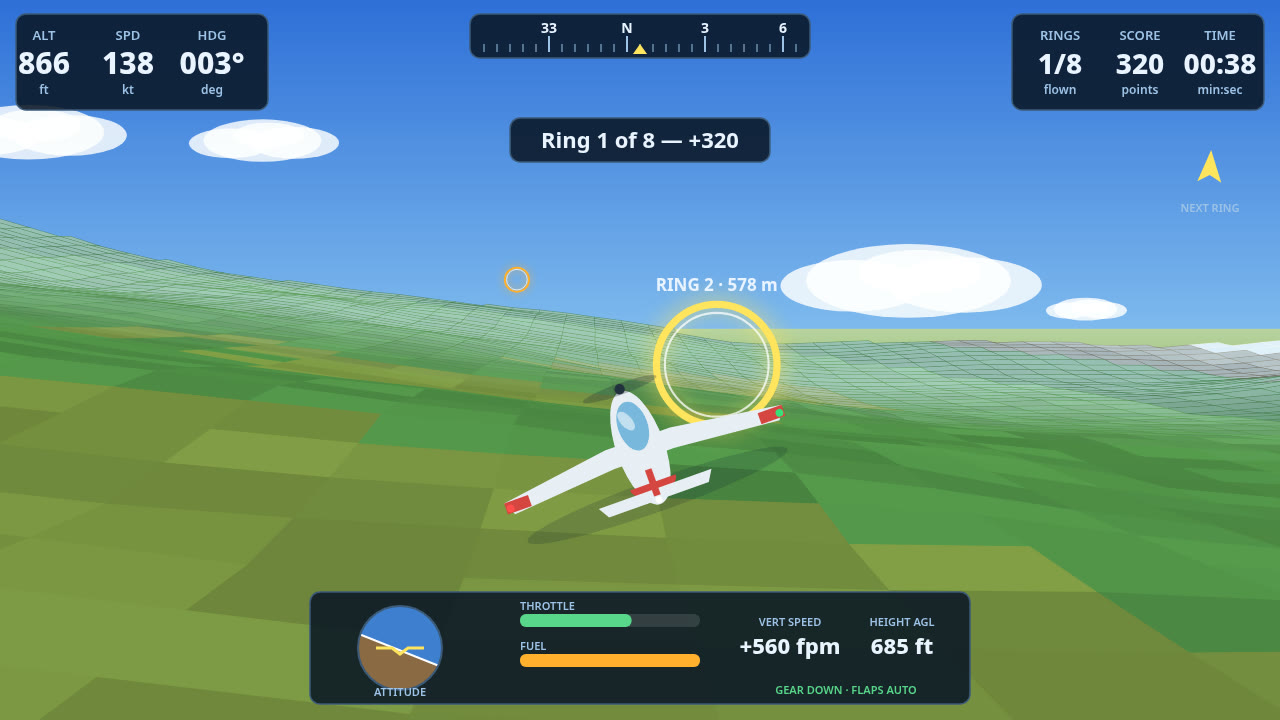 ALT SPD HDG
866 138 003°
ft kt deg
33 N 3 6
RINGS SCORE TIME
1/8 320 00:38
flown points min:sec
Ring 1 of 8 — +320
NEXT RING
RING 2 · 578 m
THROTTLE
FUEL
ATTITUDE
VERT SPEED HEIGHT AGL
+560 fpm 685 ft
GEAR DOWN · FLAPS AUTO